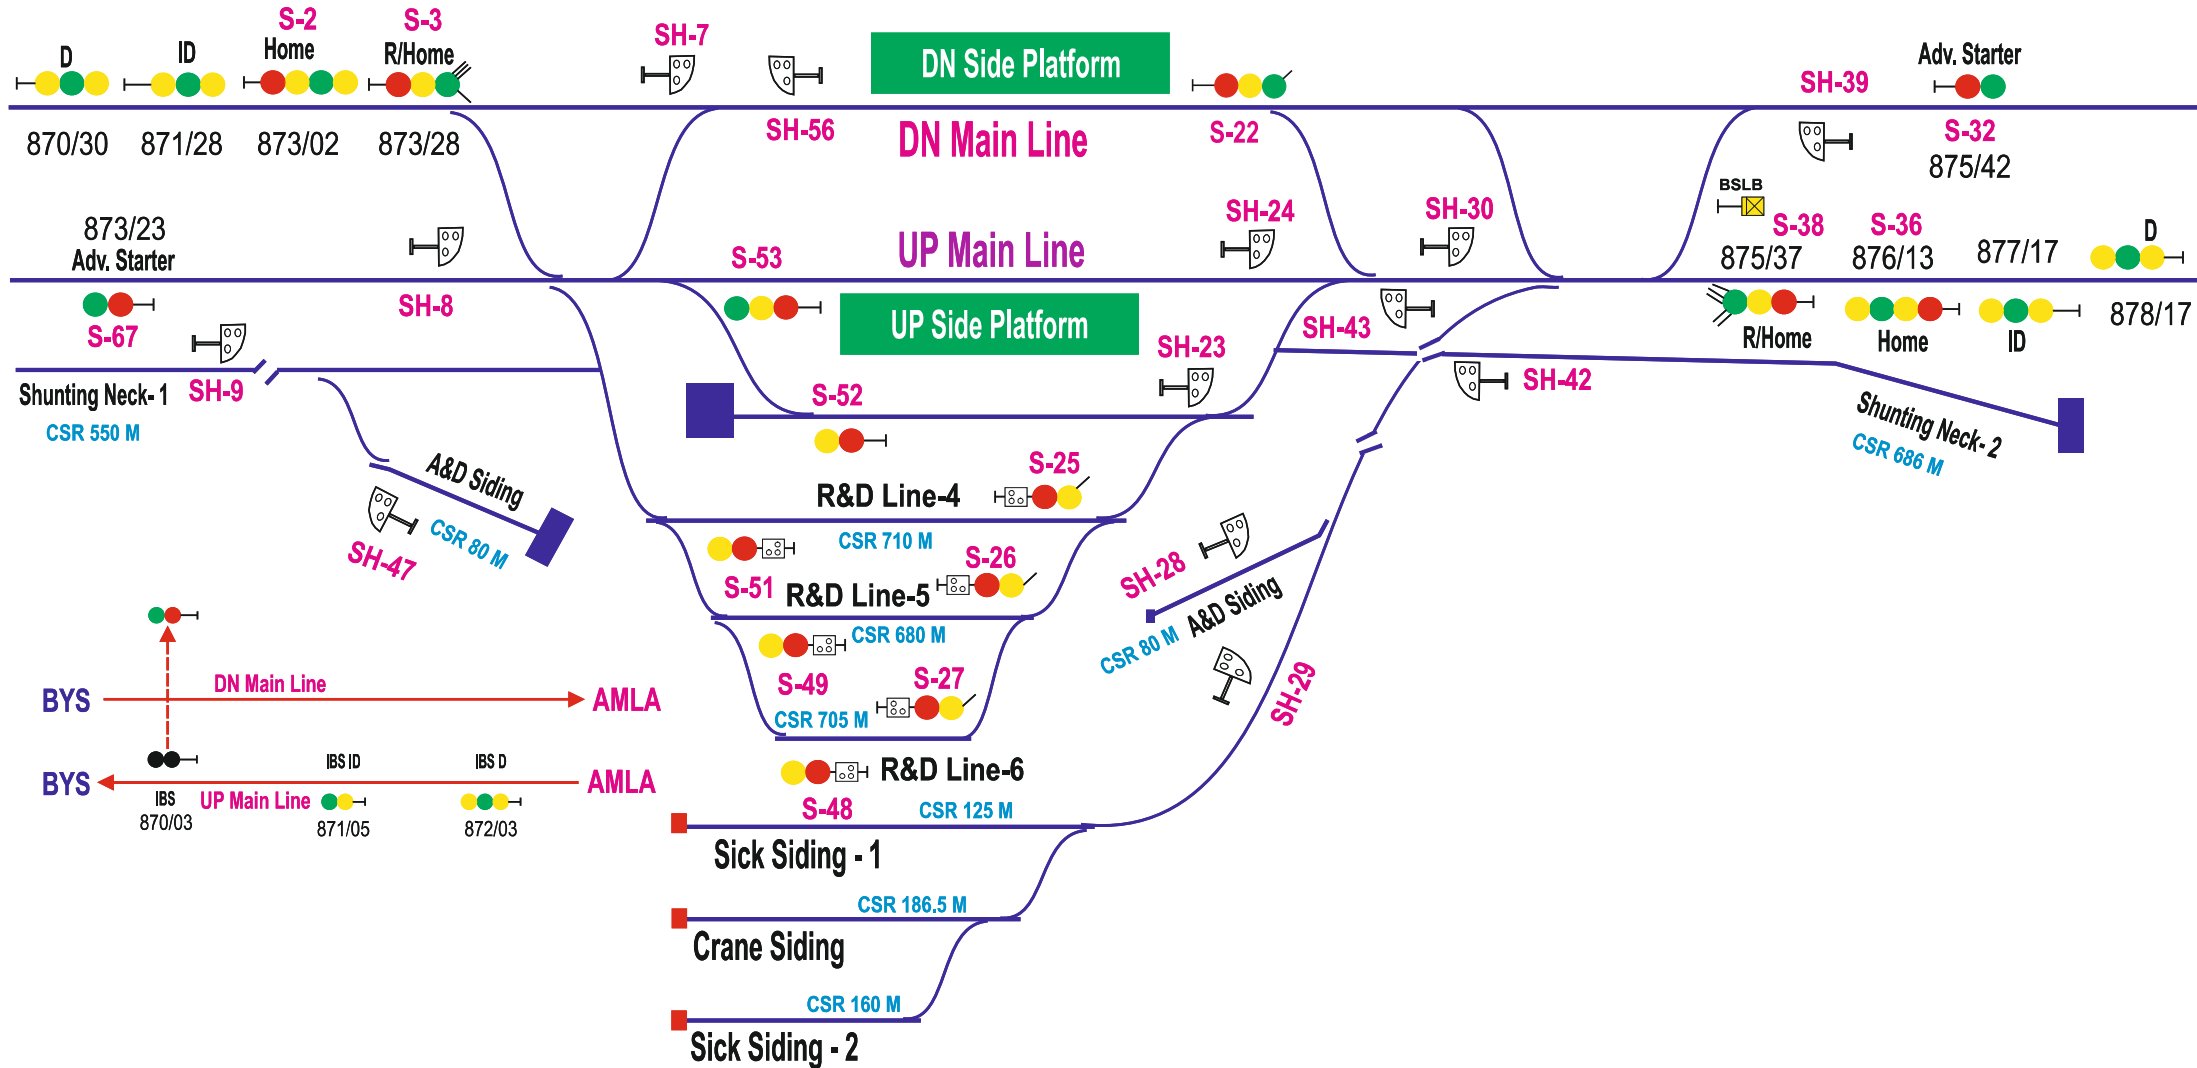 S-2
S-3
D
ID
Home
R/Home
SH-7
DN Side Platform
Adv. Starter
SH-39
870/30
871/28
873/02
873/28
SH-56
DN Main Line
S-22
S-32
875/42
BSLB
873/23
Adv. Starter
SH-24
SH-30
S-38
S-36
D
875/37
876/13
877/17
S-53
UP Main Line
SH-8
878/17
S-67
UP Side Platform
SH-43
R/Home
Home
ID
SH-23
Shunting Neck- 1
SH-9
SH-42
CSR 550 M
S-52
Shunting Neck- 2
CSR 686 M
A&D Siding
S-25
R&D Line-4
CSR 80 M
SH-47
CSR 710 M
S-26
S-51
R&D Line-5
SH-28
CSR 680 M
A&D Siding
CSR 80 M
DN Main Line
BYS
AMLA
S-49
S-27
SH-29
CSR 705 M
IBS ID
IBS D
R&D Line-6
BYS
AMLA
IBS
UP Main Line
870/03
871/05
872/03
S-48
CSR 125 M
Sick Siding - 1
CSR 186.5 M
Crane Siding
CSR 160 M
Sick Siding - 2